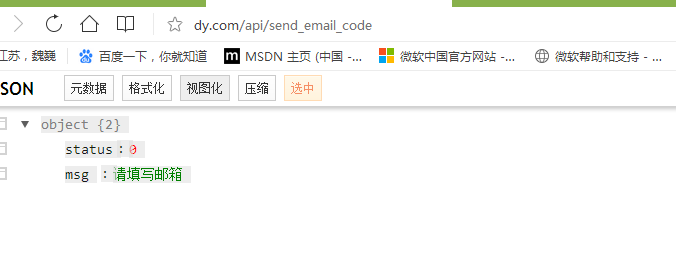 dy.com/api/send_email_code
江苏，魏巍 百度一下，你就知道 MSDN 主页 (中国 -... 微软中国官方网站 -... 微软帮助和支持 - ...
SON 元数据 格式化 视图化 压缩 选中
object {2}
status : 0
msg : 请填写邮箱